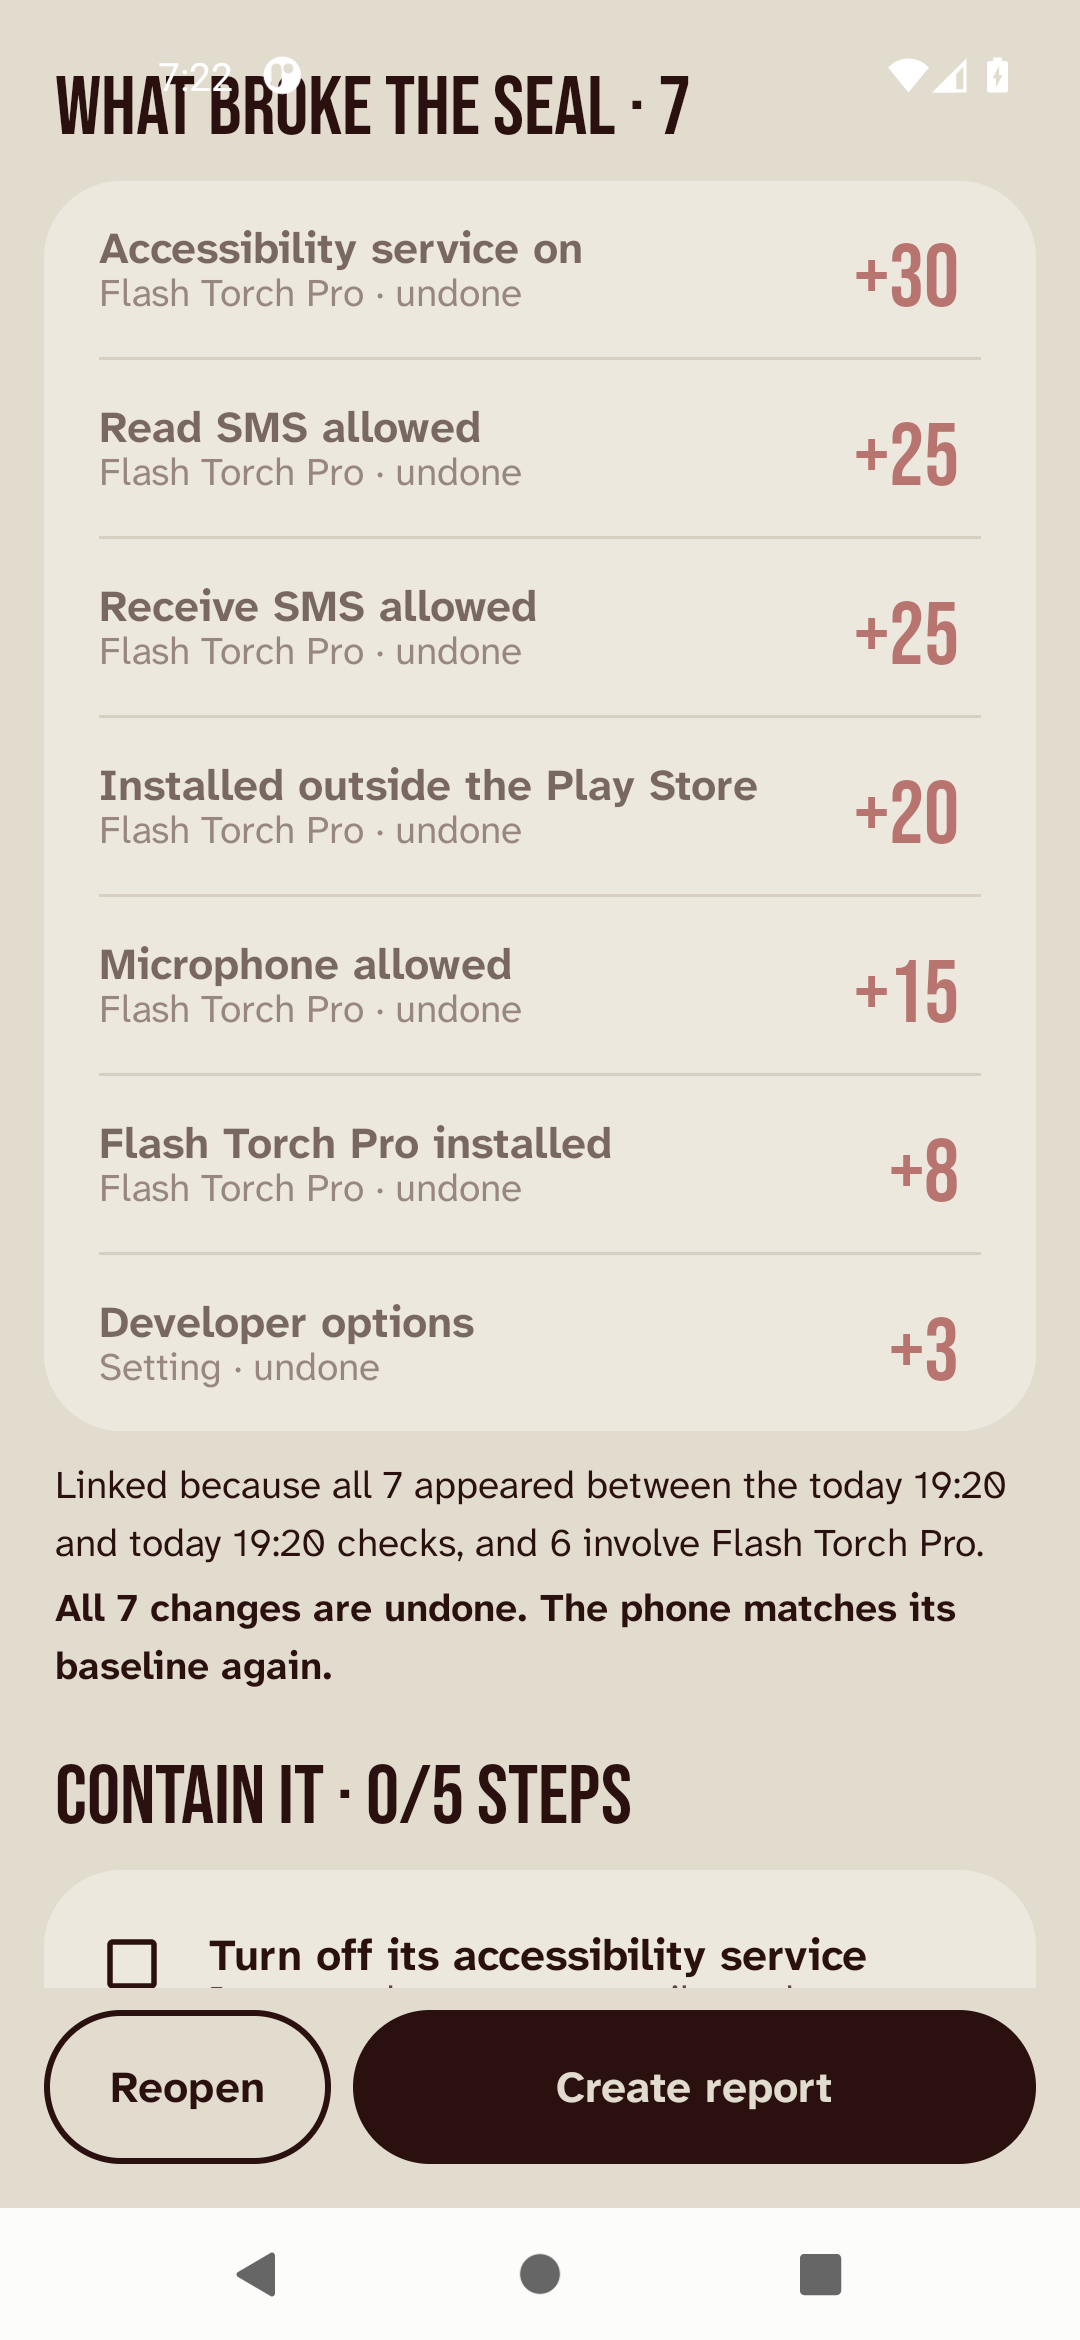 7:22
WHAT BROKE THE SEAL · 7
Accessibility service on
Flash Torch Pro · undone
+30
Read SMS allowed
Flash Torch Pro · undone
+25
Receive SMS allowed
Flash Torch Pro · undone
+25
Installed outside the Play Store
Flash Torch Pro · undone
+20
Microphone allowed
Flash Torch Pro · undone
+15
Flash Torch Pro installed
Flash Torch Pro · undone
+8
Developer options
Setting · undone
+3
Linked because all 7 appeared between the today 19:20
and today 19:20 checks, and 6 involve Flash Torch Pro.
All 7 changes are undone. The phone matches its
baseline again.
CONTAIN IT · 0/5 STEPS
Turn off its accessibility service
Reopen
Create report